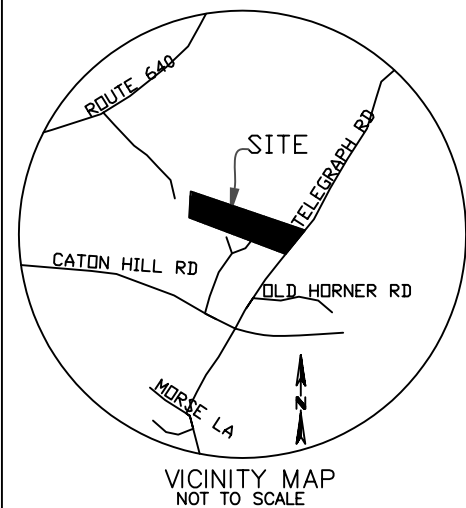 ROUTE 640
SITE
TELEGRAPH RD
CATON HILL RD
OLD HORNER RD
MORSE LA
N
VICINITY MAP
NOT TO SCALE